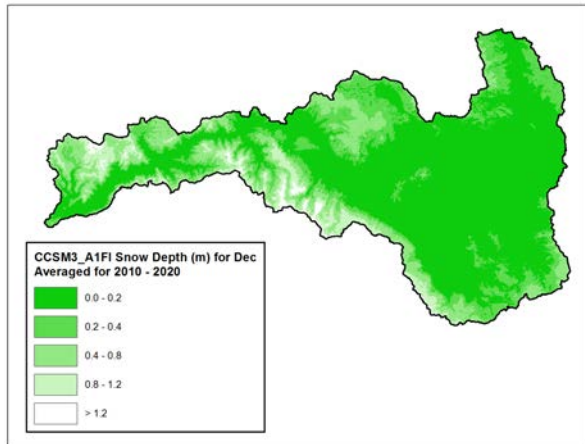 CCSM3_A1FI Snow Depth (m) for Dec
Averaged for 2010 - 2020
0.0 - 0.2
0.2 - 0.4
0.4 - 0.8
0.8 - 1.2
> 1.2